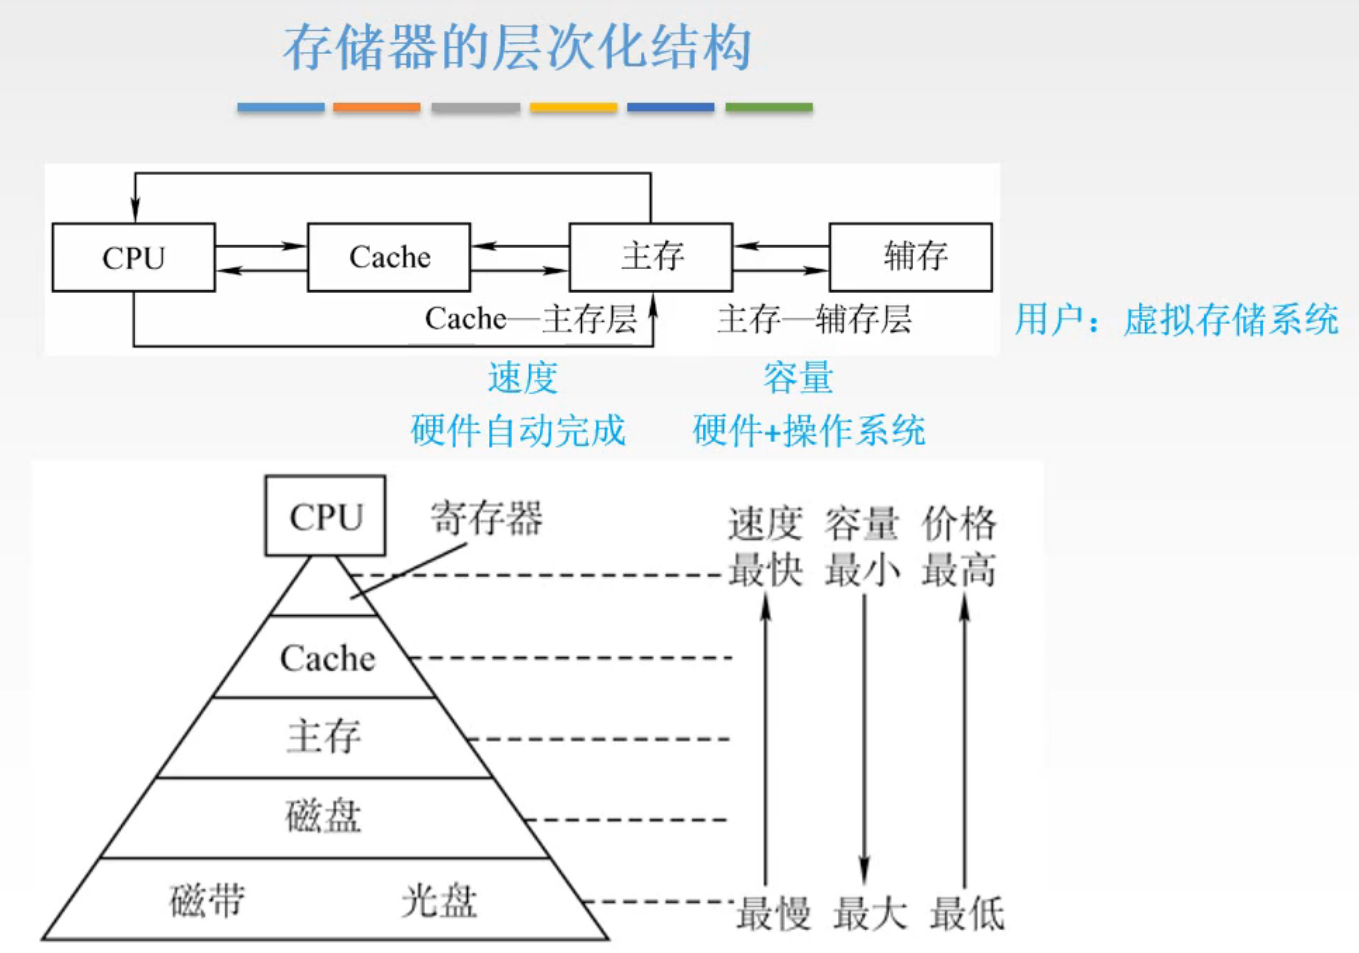 存储器的层次化结构
CPU
Cache
主存
辅存
Cache—主存层
主存—辅存层
用户：虚拟存储系统
速度
容量
硬件自动完成
硬件+操作系统
CPU
寄存器
速度 容量 价格
最快 最小 最高
Cache
主存
磁盘
磁带 光盘
最慢 最大 最低